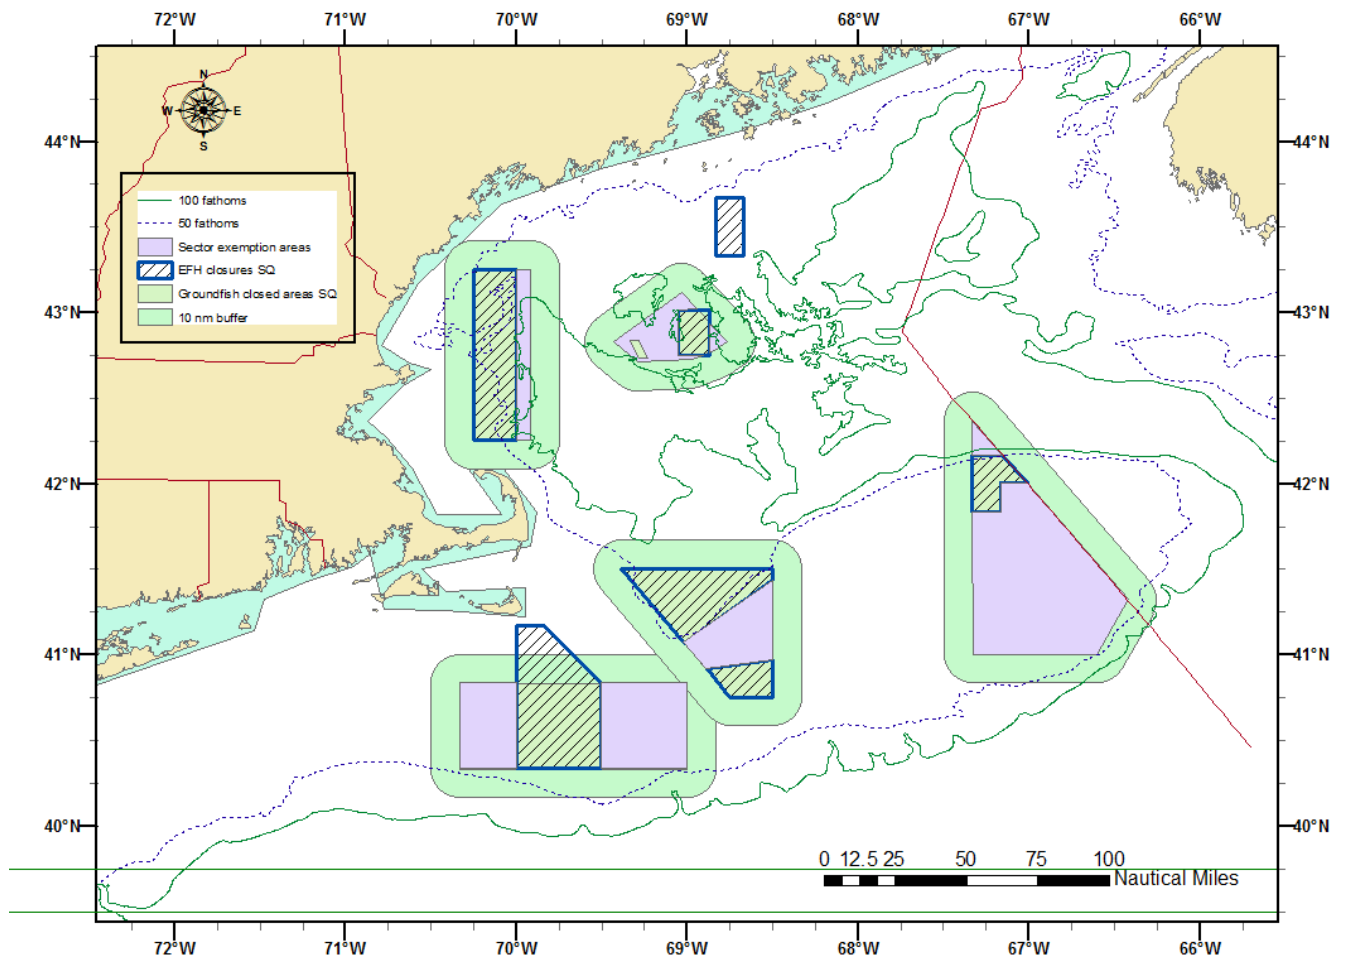 72°W 71°W 70°W 69°W 68°W 67°W 66°W
N
W E
S
44°N 44°N
100 fathoms
50 fathoms
Sector exemption areas
EFH closures SQ
Groundfish closed areas SQ
10 nm buffer
43°N 43°N
42°N 42°N
41°N 41°N
40°N 40°N
0 12.5 25 50 75 100
Nautical Miles
72°W 71°W 70°W 69°W 68°W 67°W 66°W